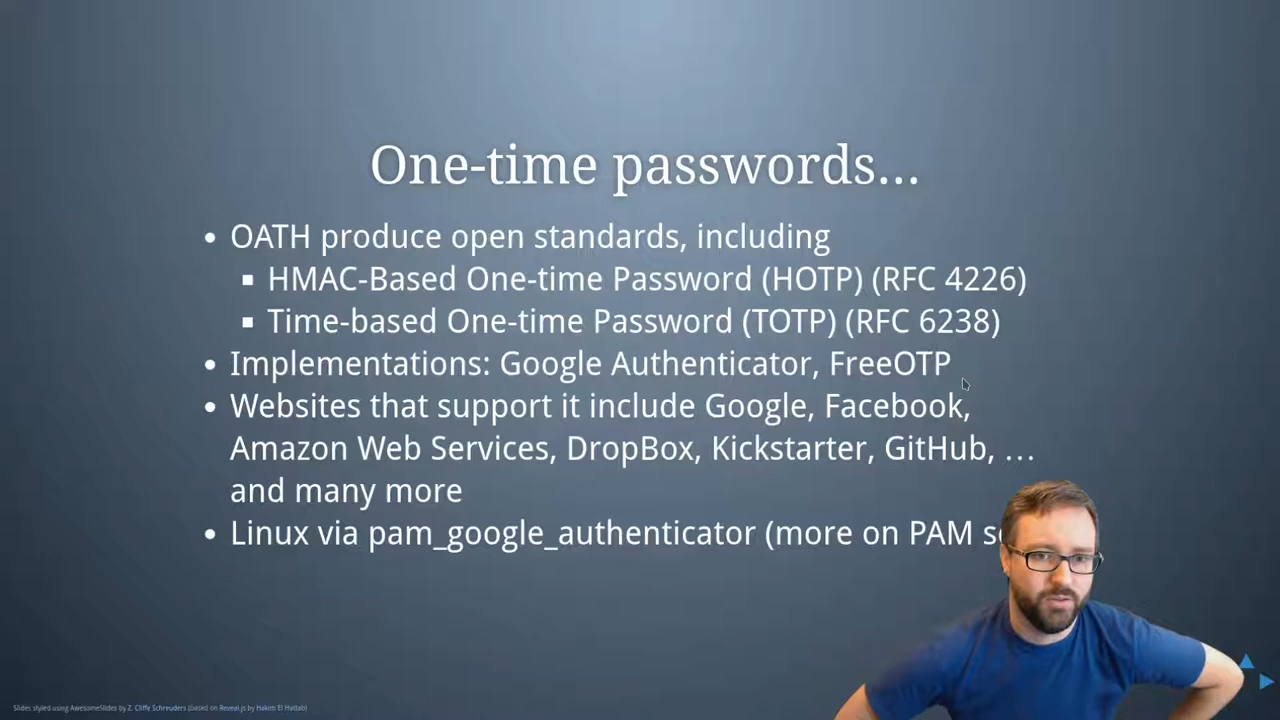 One-time passwords...
• OATH produce open standards, including
▪ HMAC-Based One-time Password (HOTP) (RFC 4226)
▪ Time-based One-time Password (TOTP) (RFC 6238)
• Implementations: Google Authenticator, FreeOTP
• Websites that support it include Google, Facebook,
Amazon Web Services, DropBox, Kickstarter, GitHub, …
and many more
• Linux via pam_google_authenticator (more on PAM
Slides styled using AwesomeSlides by Z. Cliffe Schreuders (based on Reveal.js by Hakim El Hattab)